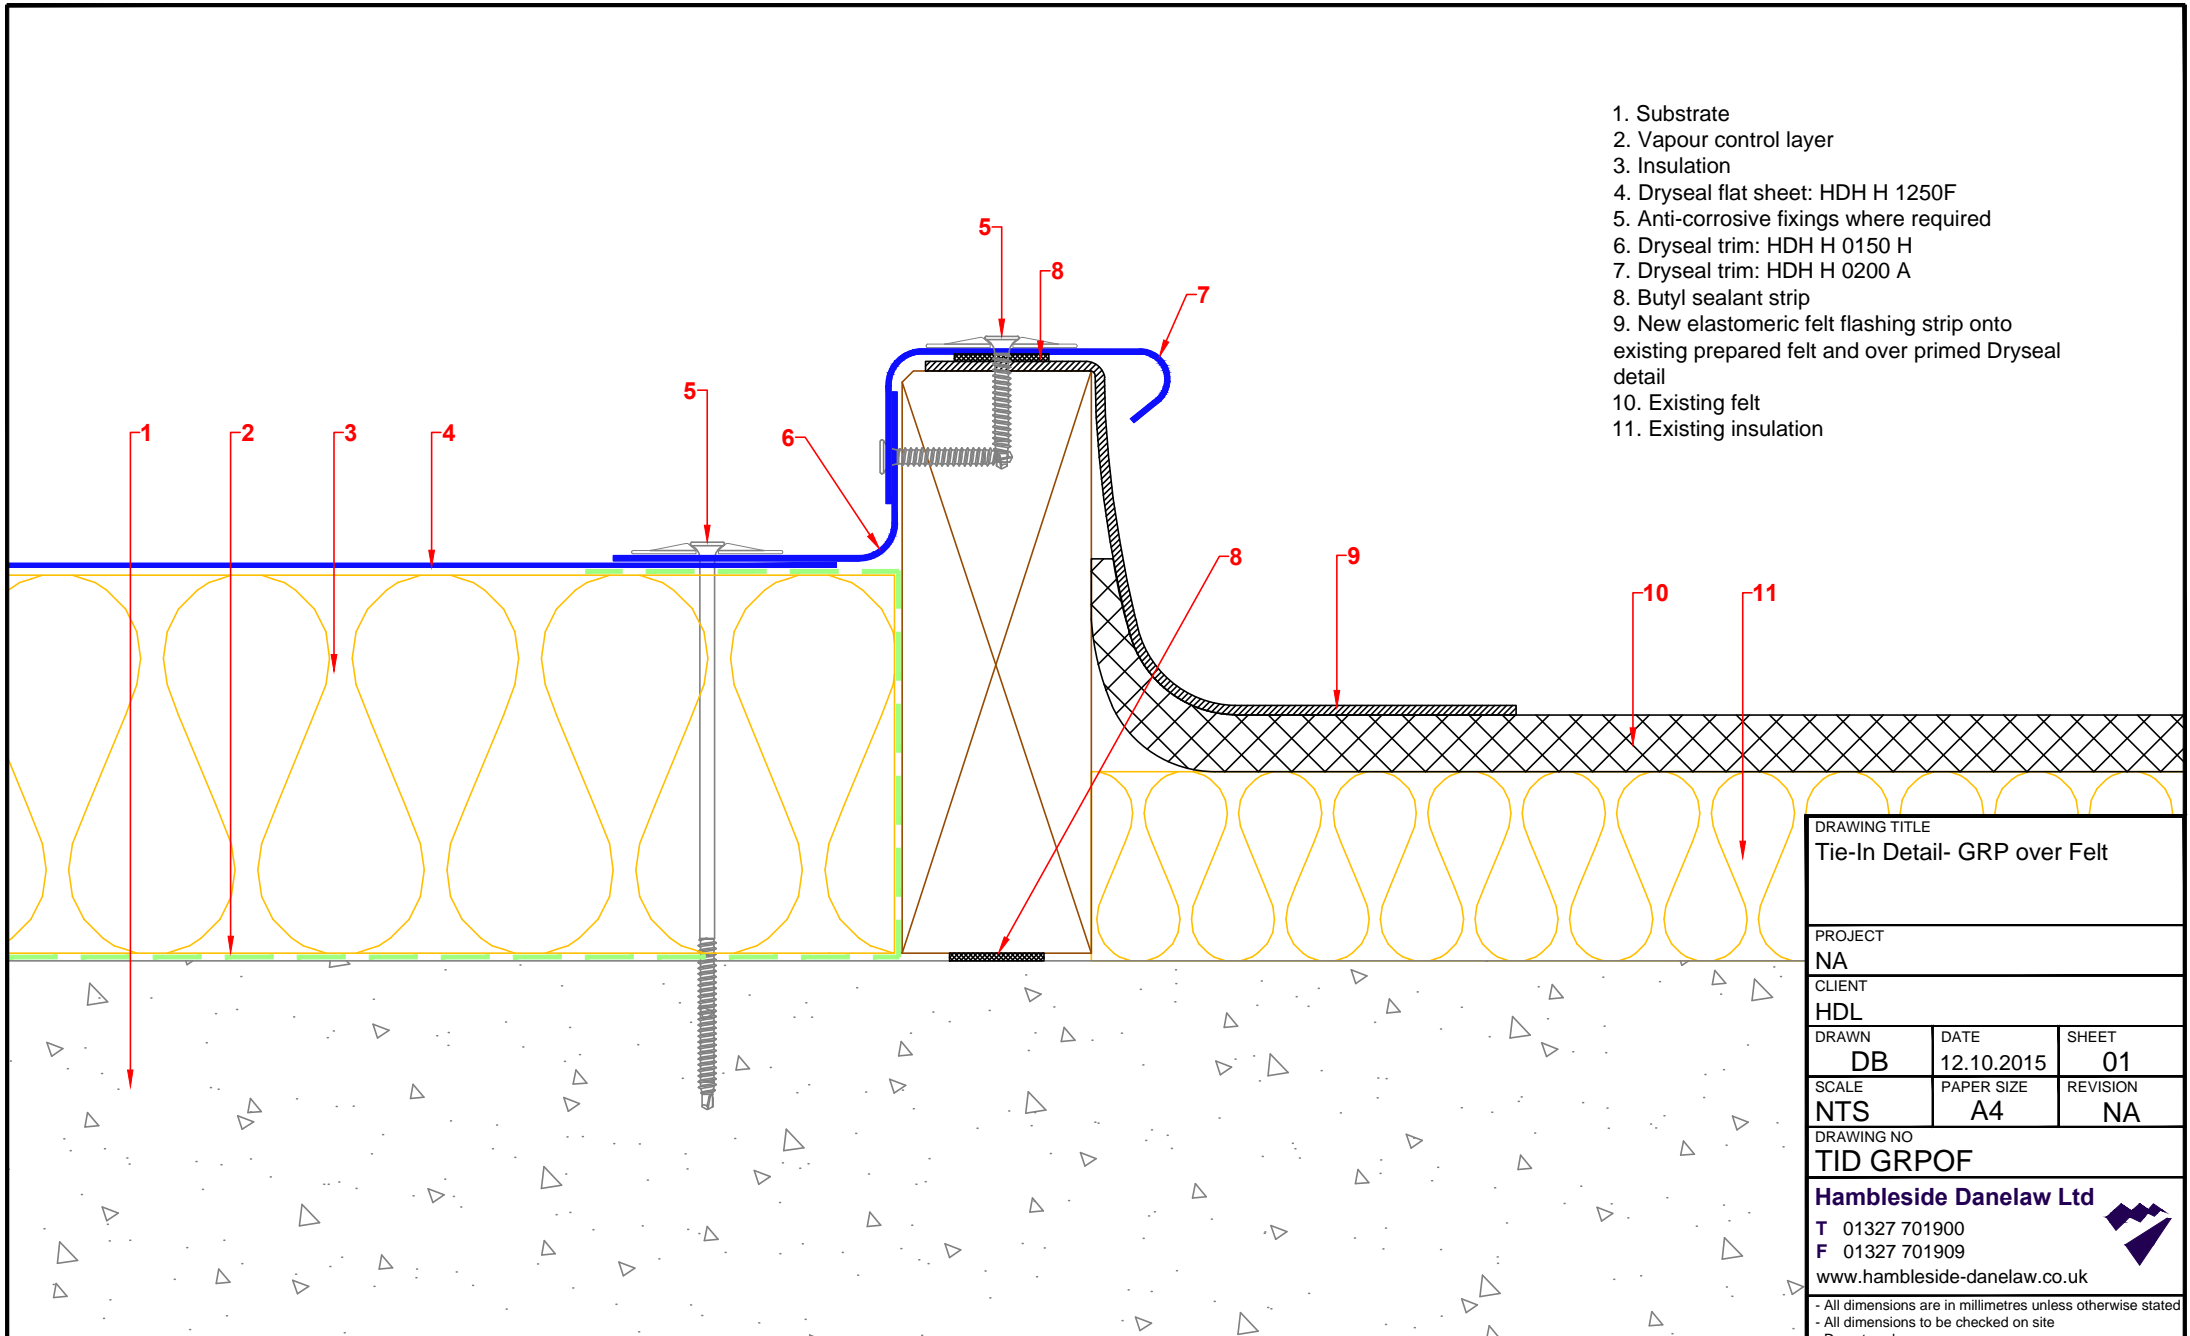 1. Substrate
2. Vapour control layer
3. Insulation
4. Dryseal flat sheet: HDH H 1250F
5. Anti-corrosive fixings where required
6. Dryseal trim: HDH H 0150 H
7. Dryseal trim: HDH H 0200 A
8. Butyl sealant strip
9. New elastomeric felt flashing strip onto
existing prepared felt and over primed Dryseal
detail
10. Existing felt
11. Existing insulation
5
8
7
5
6
1
2
3
4
8
9
10
11
DRAWING TITLE
Tie-In Detail- GRP over Felt
PROJECT
NA
CLIENT
HDL
DRAWN DATE SHEET
DB 12.10.2015 01
SCALE PAPER SIZE REVISION
NTS A4 NA
DRAWING NO
TID GRPOF
Hambleside Danelaw Ltd
T 01327 701900
F 01327 701909
www.hambleside-danelaw.co.uk
- All dimensions are in millimetres unless otherwise stated
- All dimensions to be checked on site